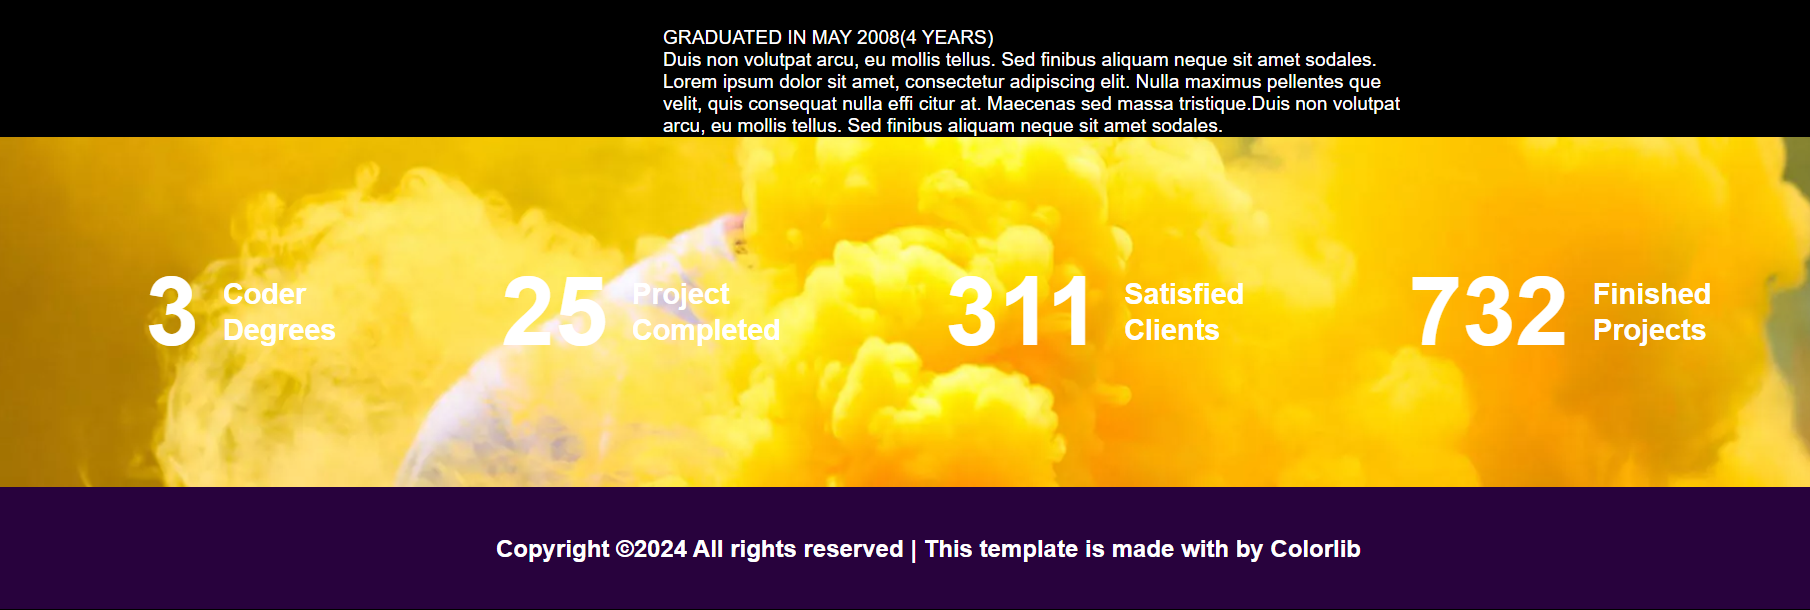 GRADUATED IN MAY 2008(4 YEARS)
Duis non volutpat arcu, eu mollis tellus. Sed finibus aliquam neque sit amet sodales.
Lorem ipsum dolor sit amet, consectetur adipiscing elit. Nulla maximus pellentes que
velit, quis consequat nulla effi citur at. Maecenas sed massa tristique.Duis non volutpat
arcu, eu mollis tellus. Sed finibus aliquam neque sit amet sodales.
3 Coder
Degrees
25 Project
Completed
311 Satisfied
Clients
732 Finished
Projects
Copyright ©2024 All rights reserved | This template is made with by Colorlib